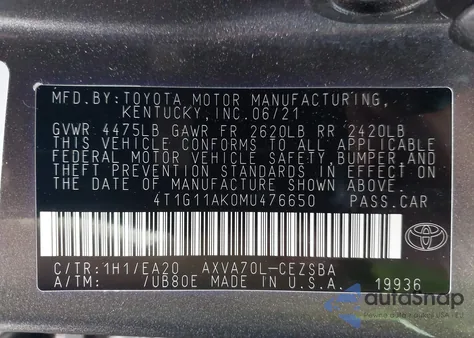 MFD.BY:TOYOTA MOTOR MANUFACTURING,
KENTUCKY, INC.06/21
GVWR 4475LB GAWR FR 2620LB RR 2420LB
THIS VEHICLE CONFORMS TO ALL APPLICABLE
FEDERAL MOTOR VEHICLE SAFETY, BUMPER, AND
THEFT PREVENTION STANDARDS IN EFFECT ON
THE DATE OF MANUFACTURE SHOWN ABOVE.
4T1G11AK0MU476650 PASS.CAR
C/TR:1H1/EA20 AXVA70L-CEZSBA
A/TM: /UB80E MADE IN U.S.A. 19936
autosnap